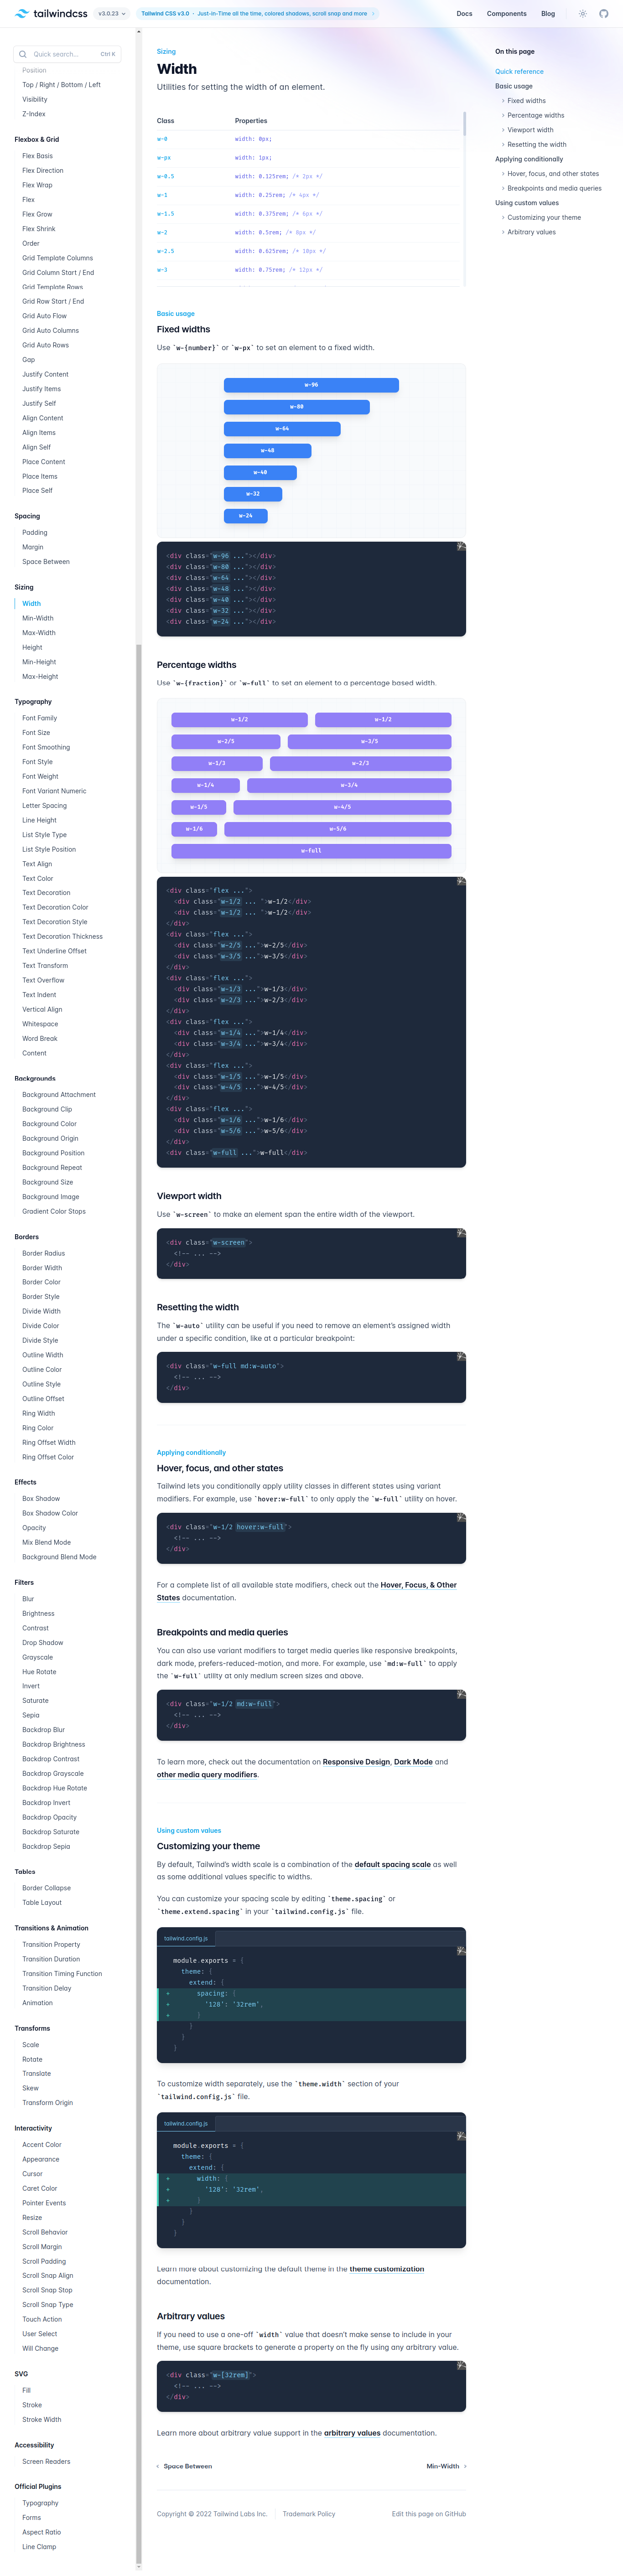 tailwindcss
v3.0.23
Tailwind CSS v3.0 · Just-in-Time all the time, colored shadows, scroll snap and more
Docs
Components
Blog
Quick search...
Ctrl K
Position
Top / Right / Bottom / Left
Visibility
Z-Index
Flexbox & Grid
Flex Basis
Flex Direction
Flex Wrap
Flex
Flex Grow
Flex Shrink
Order
Grid Template Columns
Grid Column Start / End
Grid Template Rows
Grid Row Start / End
Grid Auto Flow
Grid Auto Columns
Grid Auto Rows
Gap
Justify Content
Justify Items
Justify Self
Align Content
Align Items
Align Self
Place Content
Place Items
Place Self
Spacing
Padding
Margin
Space Between
Sizing
Width
Min-Width
Max-Width
Height
Min-Height
Max-Height
Typography
Font Family
Font Size
Font Smoothing
Font Style
Font Weight
Font Variant Numeric
Letter Spacing
Line Height
List Style Type
List Style Position
Text Align
Text Color
Text Decoration
Text Decoration Color
Text Decoration Style
Text Decoration Thickness
Text Underline Offset
Text Transform
Text Overflow
Text Indent
Vertical Align
Whitespace
Word Break
Content
Backgrounds
Background Attachment
Background Clip
Background Color
Background Origin
Background Position
Background Repeat
Background Size
Background Image
Gradient Color Stops
Borders
Border Radius
Border Width
Border Color
Border Style
Divide Width
Divide Color
Divide Style
Outline Width
Outline Color
Outline Style
Outline Offset
Ring Width
Ring Color
Ring Offset Width
Ring Offset Color
Effects
Box Shadow
Box Shadow Color
Opacity
Mix Blend Mode
Background Blend Mode
Filters
Blur
Brightness
Contrast
Drop Shadow
Grayscale
Hue Rotate
Invert
Saturate
Sepia
Backdrop Blur
Backdrop Brightness
Backdrop Contrast
Backdrop Grayscale
Backdrop Hue Rotate
Backdrop Invert
Backdrop Opacity
Backdrop Saturate
Backdrop Sepia
Tables
Border Collapse
Table Layout
Transitions & Animation
Transition Property
Transition Duration
Transition Timing Function
Transition Delay
Animation
Transforms
Scale
Rotate
Translate
Skew
Transform Origin
Interactivity
Accent Color
Appearance
Cursor
Caret Color
Pointer Events
Resize
Scroll Behavior
Scroll Margin
Scroll Padding
Scroll Snap Align
Scroll Snap Stop
Scroll Snap Type
Touch Action
User Select
Will Change
SVG
Fill
Stroke
Stroke Width
Accessibility
Screen Readers
Official Plugins
Typography
Forms
Aspect Ratio
Line Clamp
Sizing
Width
Utilities for setting the width of an element.
Class Properties
w-0 width: 0px;
w-px width: 1px;
w-0.5 width: 0.125rem; /* 2px */
w-1 width: 0.25rem; /* 4px */
w-1.5 width: 0.375rem; /* 6px */
w-2 width: 0.5rem; /* 8px */
w-2.5 width: 0.625rem; /* 10px */
w-3 width: 0.75rem; /* 12px */
Basic usage
Fixed widths
Use `w-{number}` or `w-px` to set an element to a fixed width.
w-96
w-80
w-64
w-48
w-40
w-32
w-24
<div class="w-96 ..."></div>
<div class="w-80 ..."></div>
<div class="w-64 ..."></div>
<div class="w-48 ..."></div>
<div class="w-40 ..."></div>
<div class="w-32 ..."></div>
<div class="w-24 ..."></div>
Percentage widths
Use `w-{fraction}` or `w-full` to set an element to a percentage based width.
w-1/2 w-1/2
w-2/5 w-3/5
w-1/3 w-2/3
w-1/4 w-3/4
w-1/5 w-4/5
w-1/6 w-5/6
w-full
<div class="flex ...">
<div class="w-1/2 ... ">w-1/2</div>
<div class="w-1/2 ... ">w-1/2</div>
</div>
<div class="flex ...">
<div class="w-2/5 ...">w-2/5</div>
<div class="w-3/5 ...">w-3/5</div>
</div>
<div class="flex ...">
<div class="w-1/3 ...">w-1/3</div>
<div class="w-2/3 ...">w-2/3</div>
</div>
<div class="flex ...">
<div class="w-1/4 ...">w-1/4</div>
<div class="w-3/4 ...">w-3/4</div>
</div>
<div class="flex ...">
<div class="w-1/5 ...">w-1/5</div>
<div class="w-4/5 ...">w-4/5</div>
</div>
<div class="flex ...">
<div class="w-1/6 ...">w-1/6</div>
<div class="w-5/6 ...">w-5/6</div>
</div>
<div class="w-full ...">w-full</div>
Viewport width
Use `w-screen` to make an element span the entire width of the viewport.
<div class="w-screen">
<!-- ... -->
</div>
Resetting the width
The `w-auto` utility can be useful if you need to remove an element’s assigned width
under a specific condition, like at a particular breakpoint:
<div class="w-full md:w-auto">
<!-- ... -->
</div>
Applying conditionally
Hover, focus, and other states
Tailwind lets you conditionally apply utility classes in different states using variant
modifiers. For example, use `hover:w-full` to only apply the `w-full` utility on hover.
<div class="w-1/2 hover:w-full">
<!-- ... -->
</div>
For a complete list of all available state modifiers, check out the Hover, Focus, & Other
States documentation.
Breakpoints and media queries
You can also use variant modifiers to target media queries like responsive breakpoints,
dark mode, prefers-reduced-motion, and more. For example, use `md:w-full` to apply
the `w-full` utility at only medium screen sizes and above.
<div class="w-1/2 md:w-full">
<!-- ... -->
</div>
To learn more, check out the documentation on Responsive Design, Dark Mode and
other media query modifiers.
Using custom values
Customizing your theme
By default, Tailwind’s width scale is a combination of the default spacing scale as well
as some additional values specific to widths.
You can customize your spacing scale by editing `theme.spacing` or
`theme.extend.spacing` in your `tailwind.config.js` file.
tailwind.config.js
module.exports = {
theme: {
extend: {
+ spacing: {
+ '128': '32rem',
+ }
}
}
}
To customize width separately, use the `theme.width` section of your
`tailwind.config.js` file.
tailwind.config.js
module.exports = {
theme: {
extend: {
+ width: {
+ '128': '32rem',
+ }
}
}
}
Learn more about customizing the default theme in the theme customization
documentation.
Arbitrary values
If you need to use a one-off `width` value that doesn’t make sense to include in your
theme, use square brackets to generate a property on the fly using any arbitrary value.
<div class="w-[32rem]">
<!-- ... -->
</div>
Learn more about arbitrary value support in the arbitrary values documentation.
Space Between
Min-Width
Copyright © 2022 Tailwind Labs Inc.
Trademark Policy
Edit this page on GitHub
On this page
Quick reference
Basic usage
Fixed widths
Percentage widths
Viewport width
Resetting the width
Applying conditionally
Hover, focus, and other states
Breakpoints and media queries
Using custom values
Customizing your theme
Arbitrary values